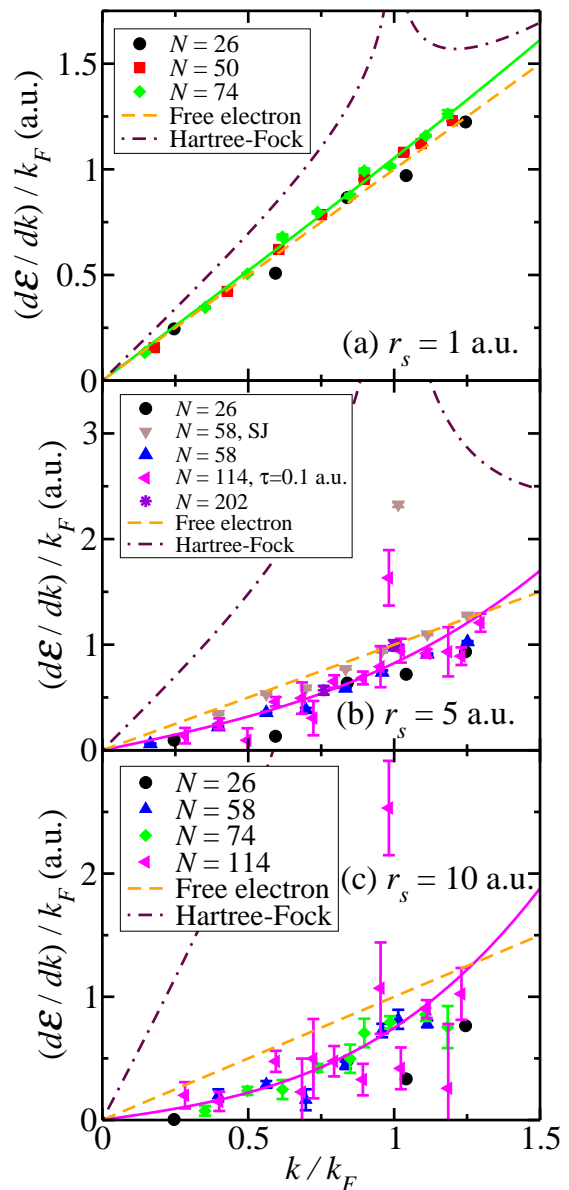 N = 26
N = 50
N = 74
Free electron
Hartree-Fock
(dℰ / dk) / k_F (a.u.)
1.5
1
0.5
0
(a) r_s = 1 a.u.
N = 26
N = 58, SJ
N = 58
N = 114, τ=0.1 a.u.
N = 202
Free electron
Hartree-Fock
(dℰ / dk) / k_F (a.u.)
3
2
1
0
(b) r_s = 5 a.u.
N = 26
N = 58
N = 74
N = 114
Free electron
Hartree-Fock
(dℰ / dk) / k_F (a.u.)
2
1
0
(c) r_s = 10 a.u.
0 0.5 1 1.5
k / k_F